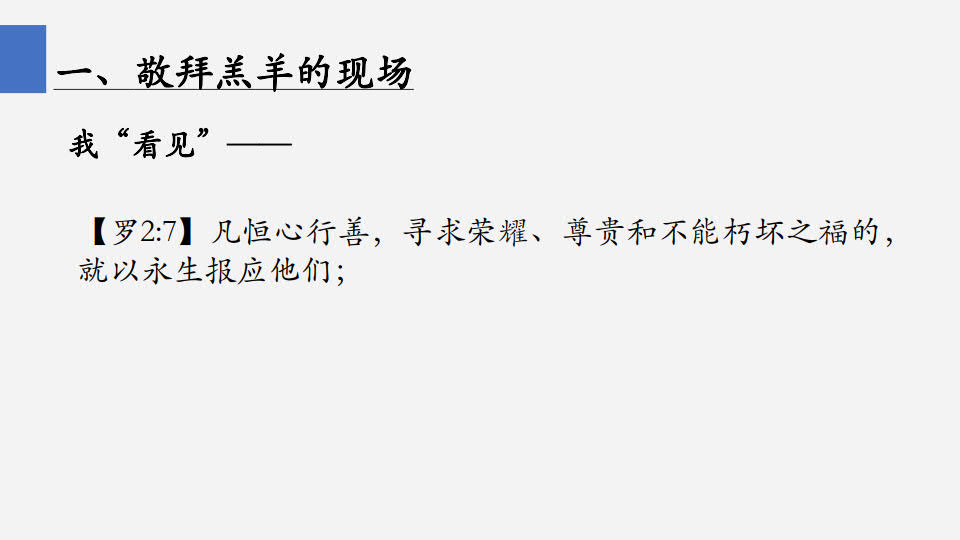 一、敬拜羔羊的现场
我“看见”——
【罗2:7】凡恒心行善，寻求荣耀、尊贵和不能朽坏之福的，
就以永生报应他们；